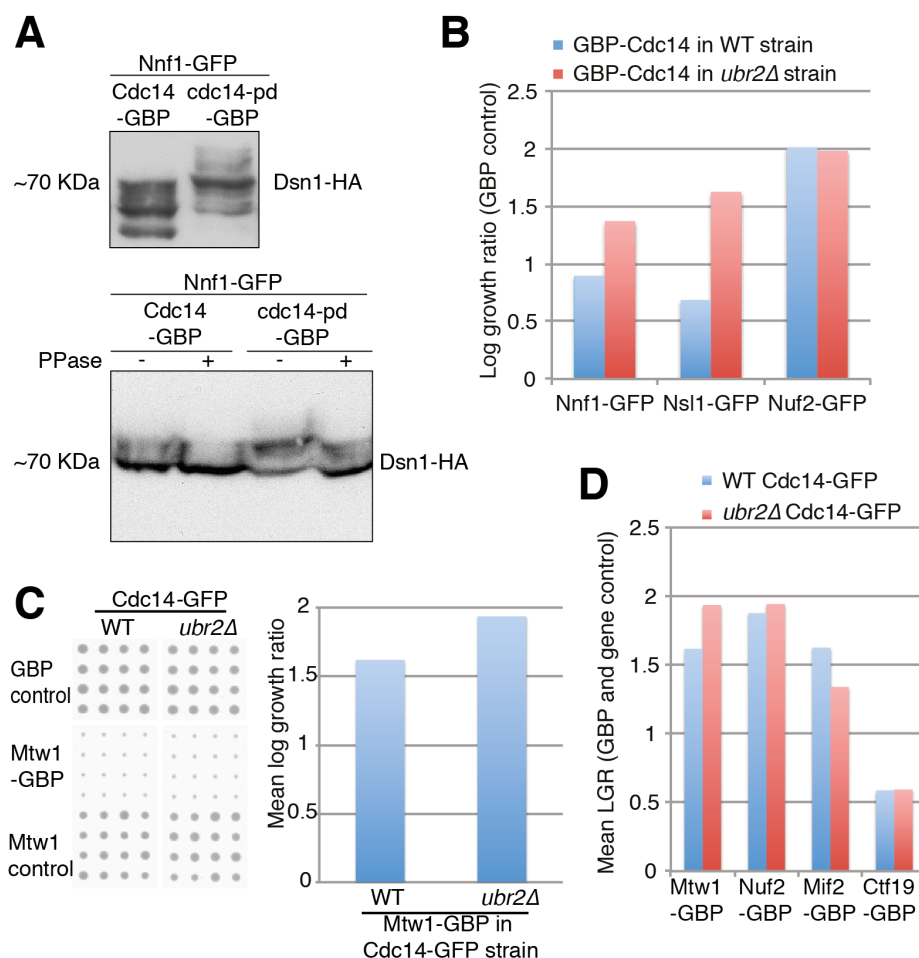 A
Nnf1-GFP
Cdc14 cdc14-pd
-GBP -GBP
~70 KDa Dsn1-HA
Nnf1-GFP
Cdc14 cdc14-pd
-GBP -GBP
PPase - + - +
~70 KDa Dsn1-HA
B
GBP-Cdc14 in WT strain
GBP-Cdc14 in ubr2Δ strain
Log growth ratio (GBP control)
2.5
2
1.5
1
0.5
0
Nnf1-GFP Nsl1-GFP Nuf2-GFP
C
Cdc14-GFP
WT ubr2Δ
GBP
control
Mtw1
-GBP
Mtw1
control
Mean log growth ratio
2
1.5
1
0.5
0
WT ubr2Δ
Mtw1-GBP in
Cdc14-GFP strain
D
WT Cdc14-GFP
ubr2Δ Cdc14-GFP
Mean LGR (GBP and gene control)
2.5
2
1.5
1
0.5
0
Mtw1 Nuf2 Mif2 Ctf19
-GBP -GBP -GBP -GBP